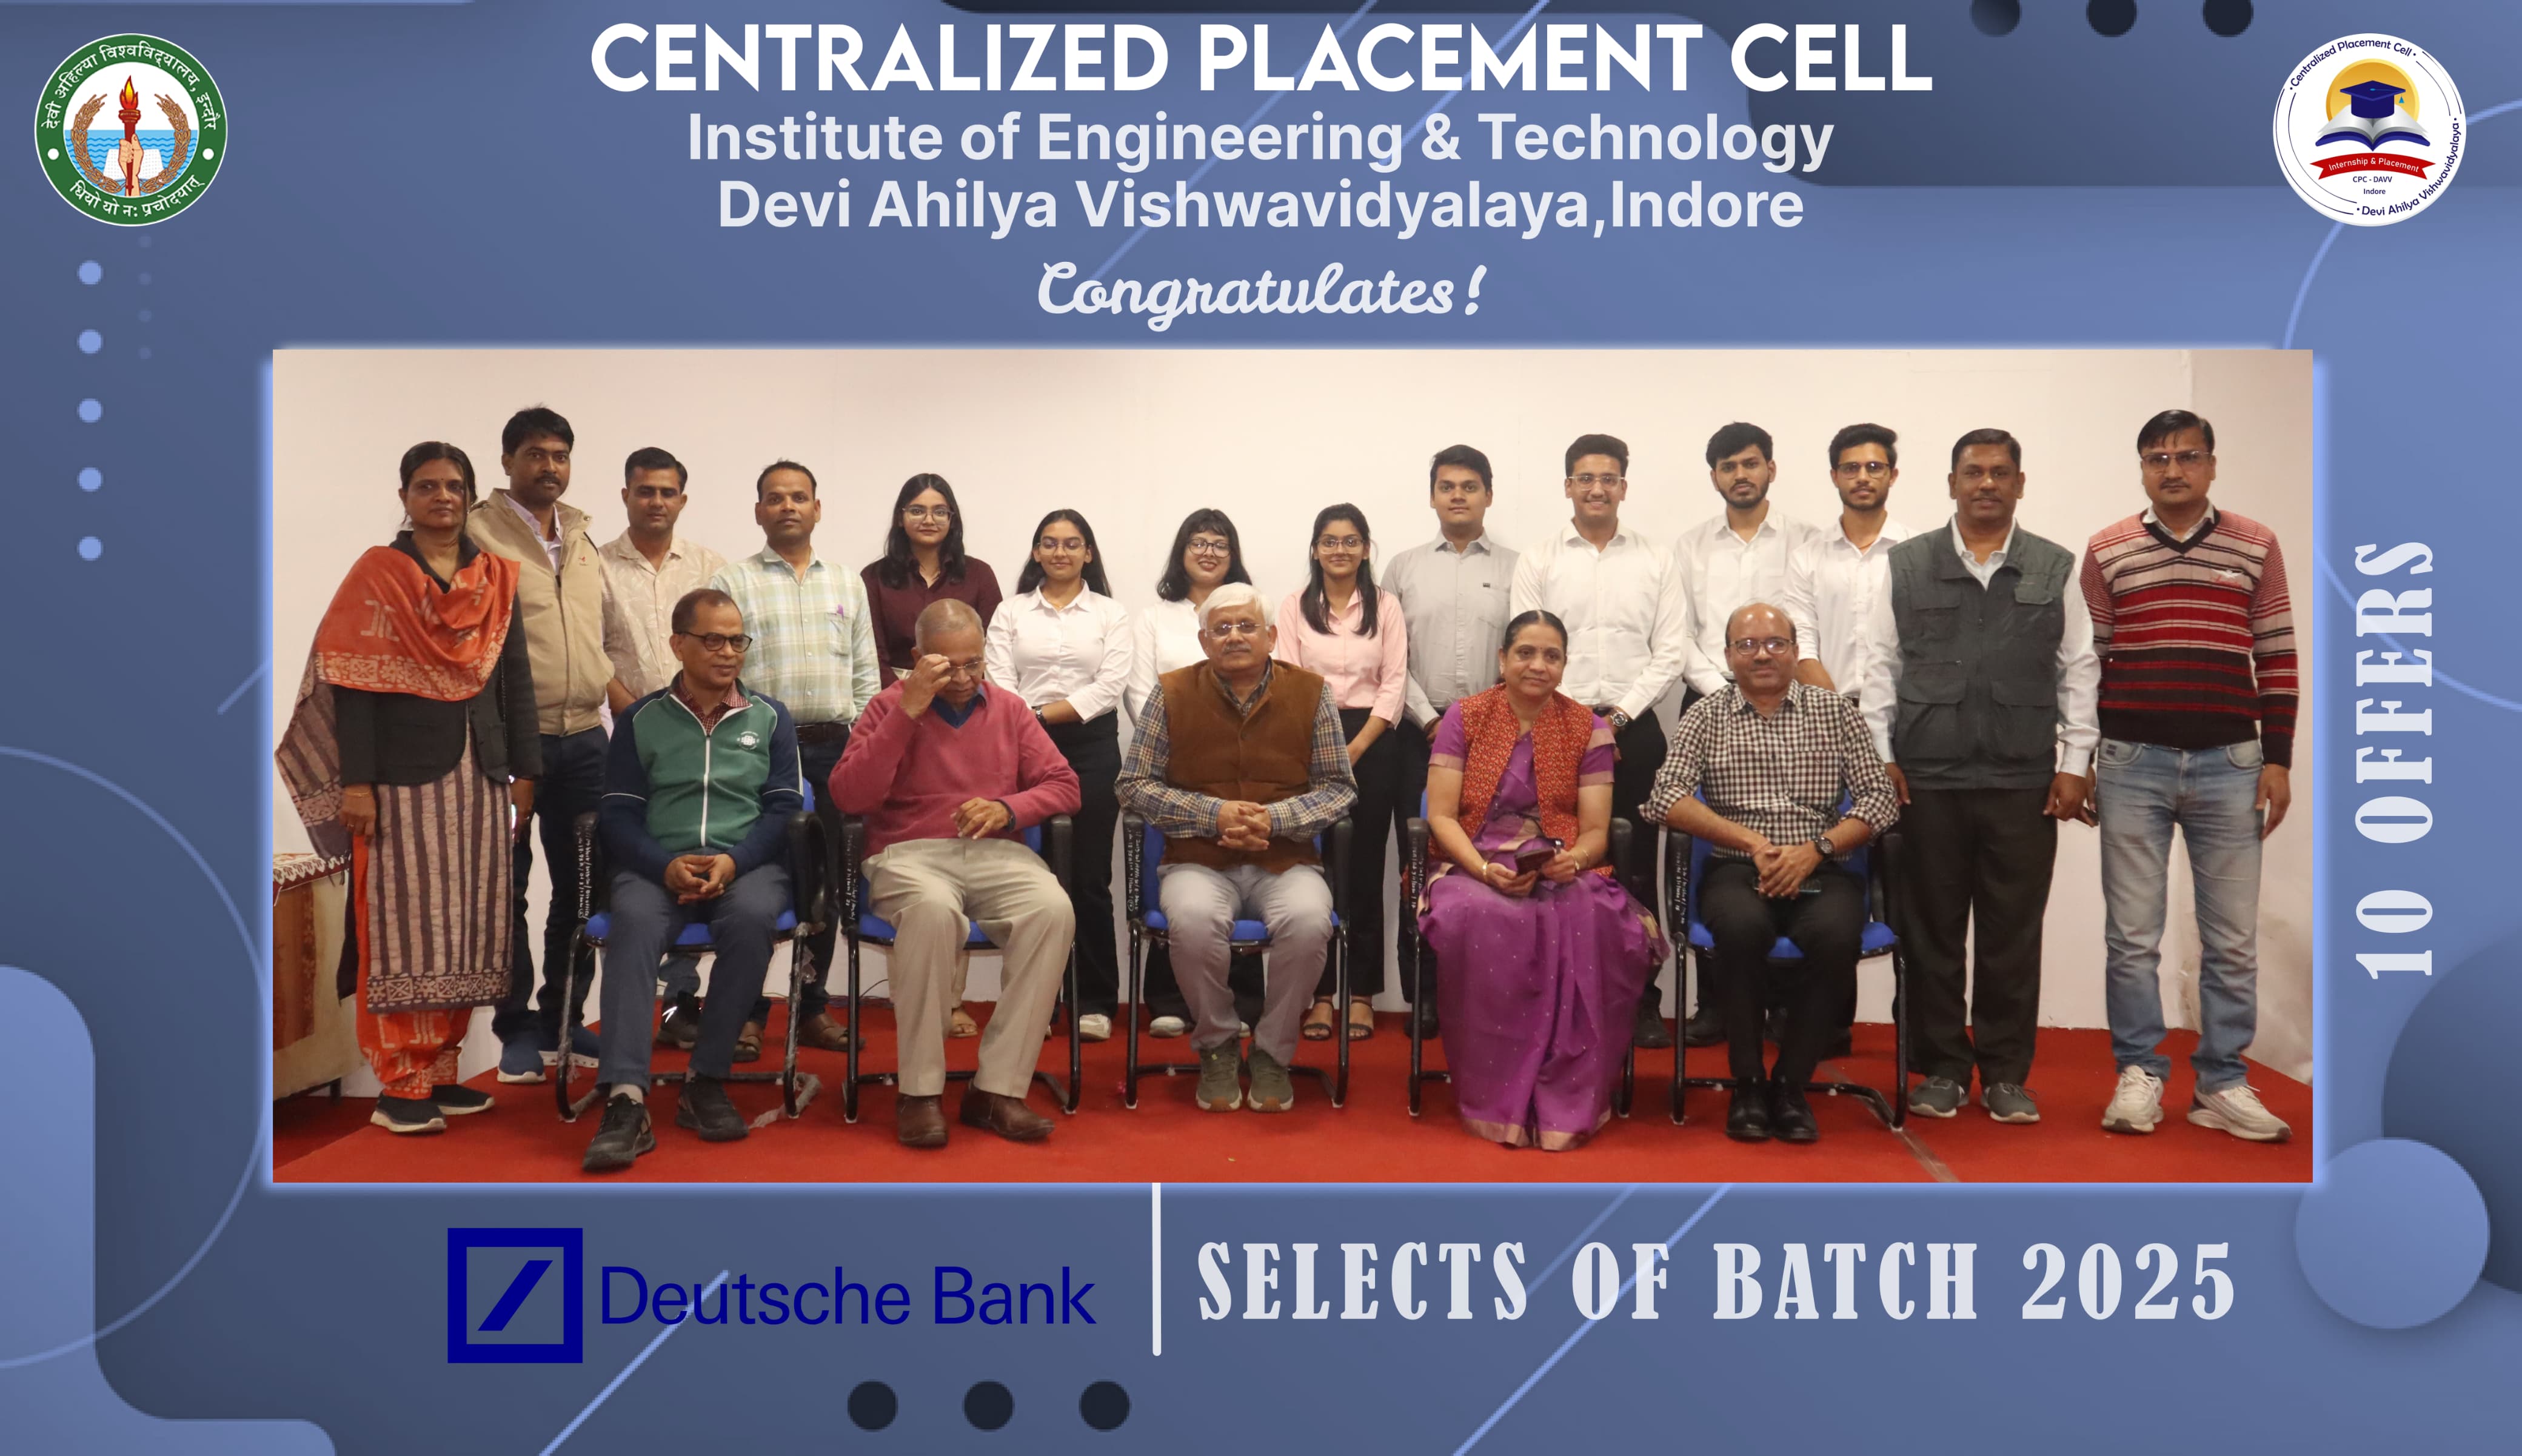 CENTRALIZED PLACEMENT CELL
Institute of Engineering & Technology
Devi Ahilya Vishwavidyalaya,Indore
Congratulates!
देवी अहिल्या विश्वविद्यालय, इन्दौर
धियो यो नः प्रचोदयात्
Centralized Placement Cell
Internship & Placement
CPC - DAVV
Indore
Devi Ahilya Vishwavidyalaya
10 OFFERS
Deutsche Bank
SELECTS OF BATCH 2025